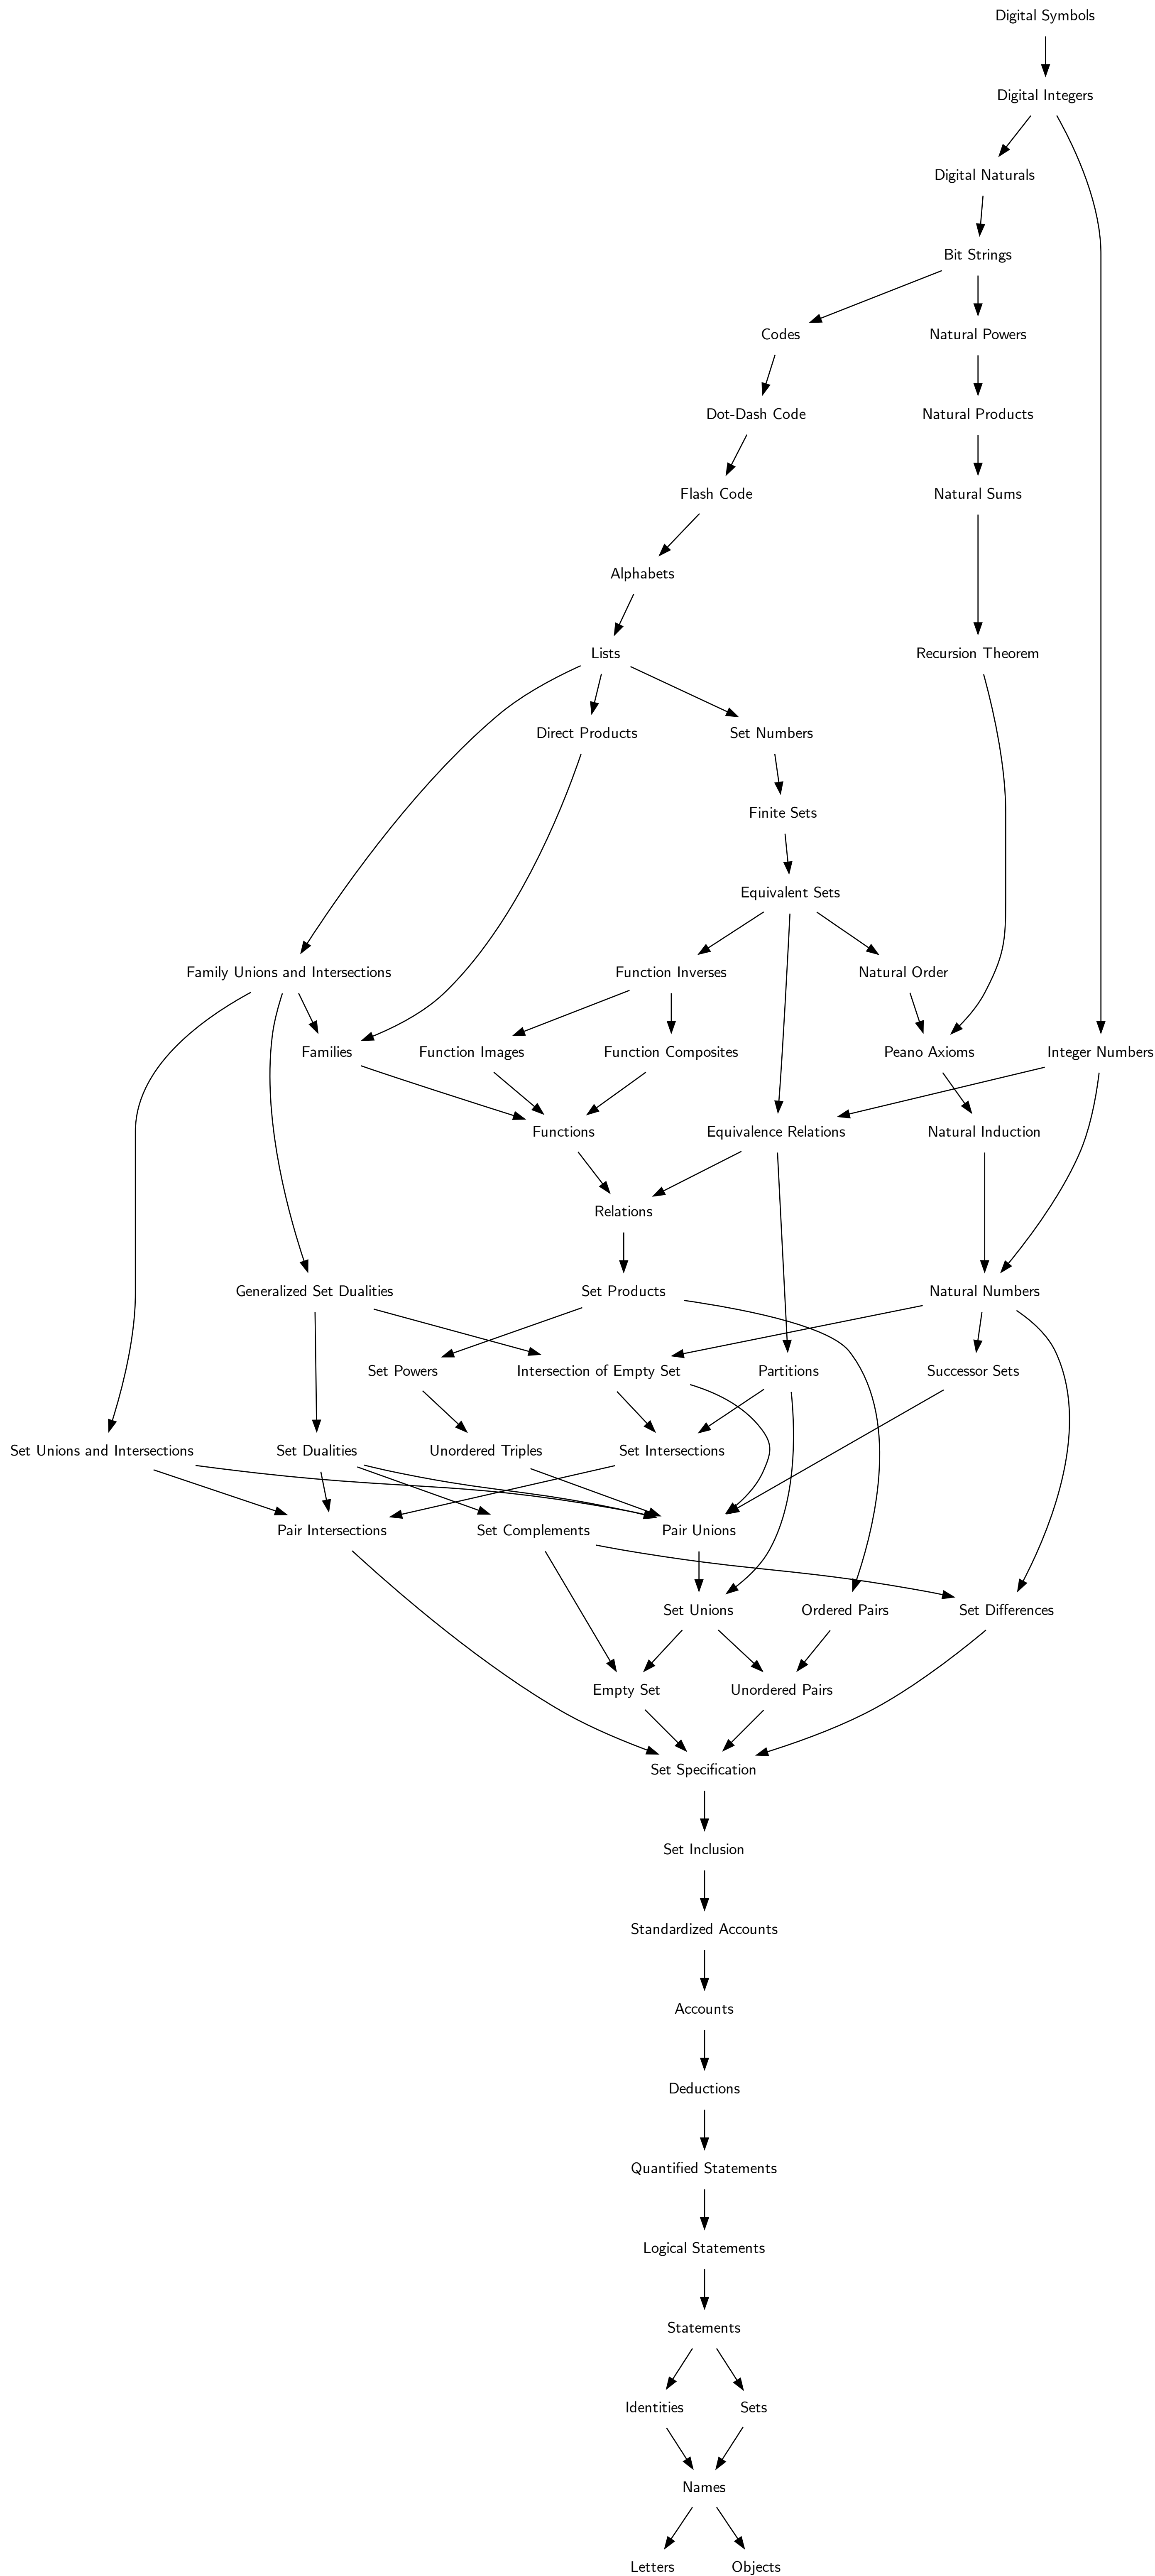 Digital Symbols
Digital Integers
Digital Naturals
Bit Strings
Codes
Natural Powers
Dot-Dash Code
Natural Products
Flash Code
Natural Sums
Alphabets
Lists
Recursion Theorem
Direct Products
Set Numbers
Finite Sets
Equivalent Sets
Family Unions and Intersections
Function Inverses
Natural Order
Families
Function Images
Function Composites
Peano Axioms
Integer Numbers
Functions
Equivalence Relations
Natural Induction
Relations
Generalized Set Dualities
Set Products
Natural Numbers
Set Powers
Intersection of Empty Set
Partitions
Successor Sets
Set Unions and Intersections
Set Dualities
Unordered Triples
Set Intersections
Pair Intersections
Set Complements
Pair Unions
Set Unions
Ordered Pairs
Set Differences
Empty Set
Unordered Pairs
Set Specification
Set Inclusion
Standardized Accounts
Accounts
Deductions
Quantified Statements
Logical Statements
Statements
Identities
Sets
Names
Letters
Objects